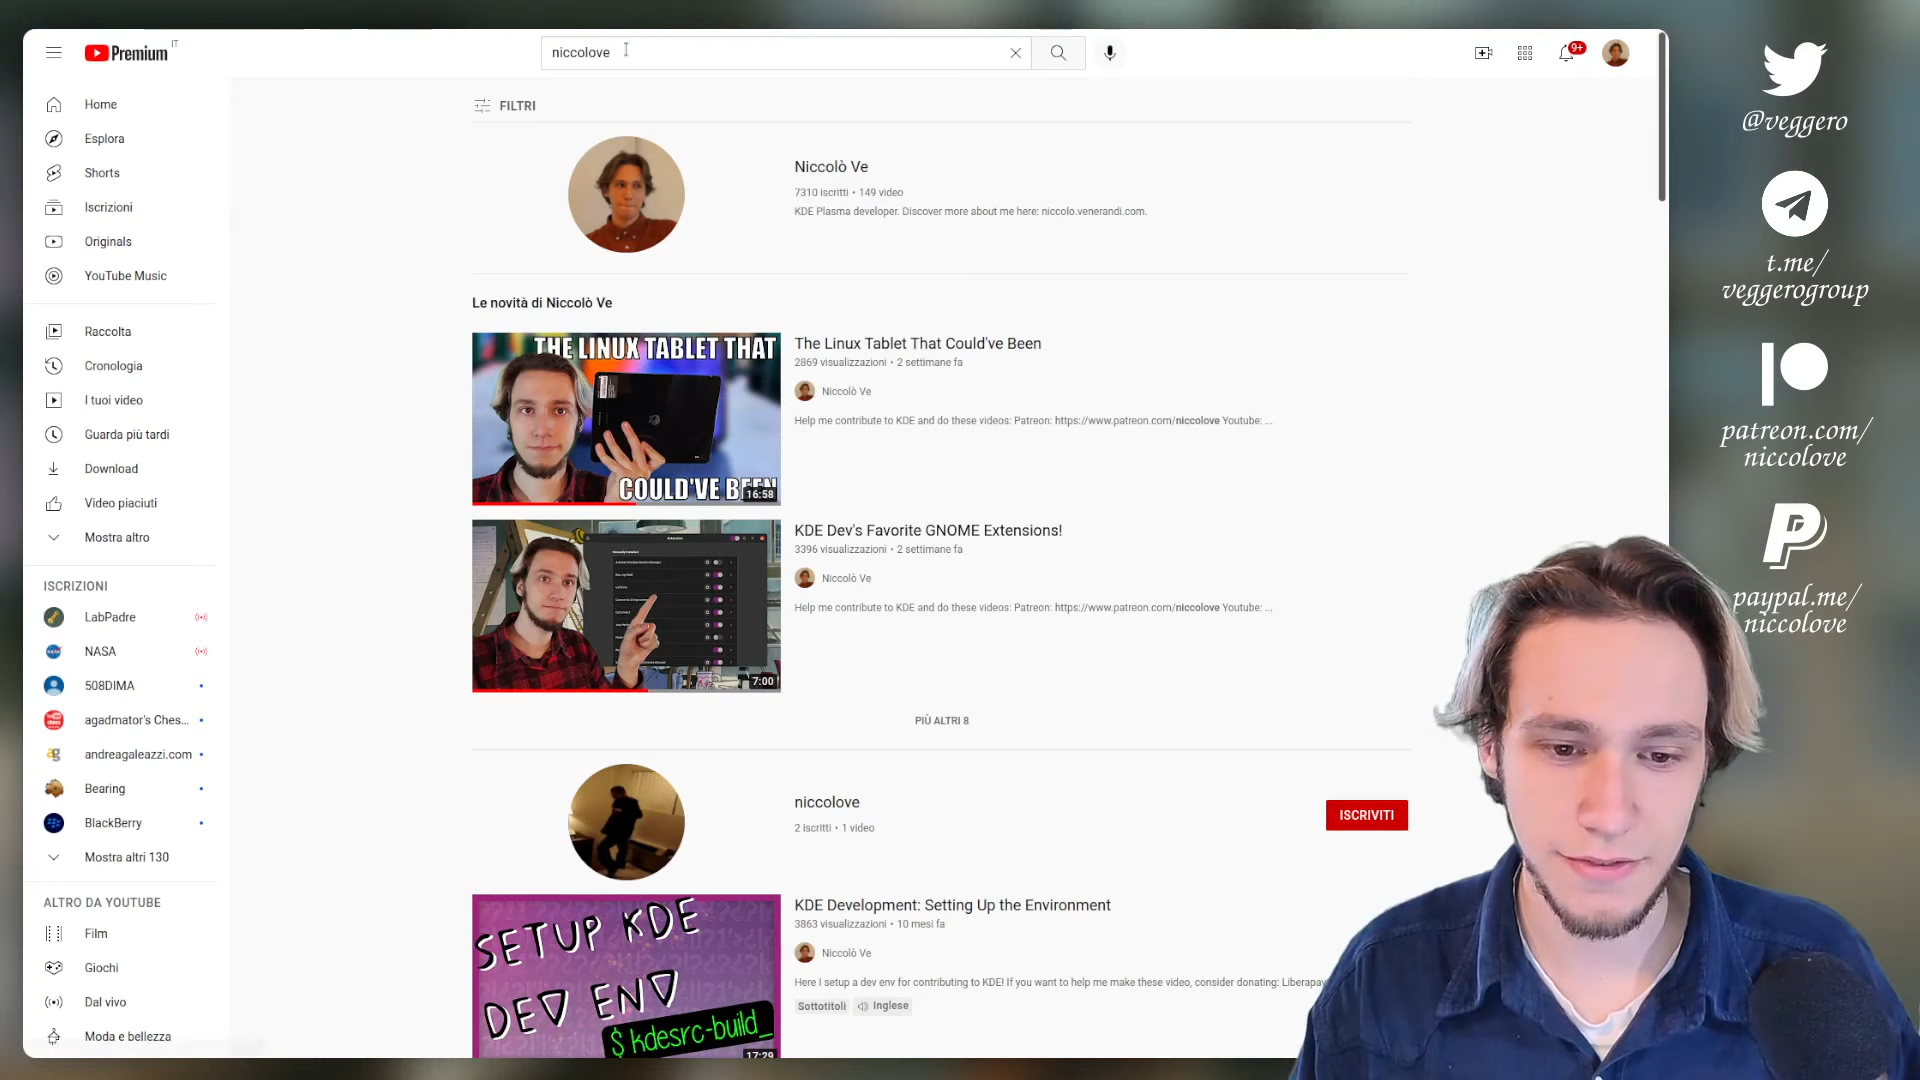 Premium IT
niccolove
9+
Home
Esplora
Shorts
Iscrizioni
Originals
YouTube Music
Raccolta
Cronologia
I tuoi video
Guarda più tardi
Download
Video piaciuti
Mostra altro
ISCRIZIONI
LabPadre
NASA
508DIMA
agadmator's Ches...
andreagaleazzi.com
Bearing
BlackBerry
Mostra altri 130
ALTRO DA YOUTUBE
Film
Giochi
Dal vivo
Moda e bellezza
FILTRI
Niccolò Ve
7310 iscritti • 149 video
KDE Plasma developer. Discover more about me here: niccolo.venerandi.com.
Le novità di Niccolò Ve
THE LINUX TABLET THAT
COULD'VE BEEN
16:58
The Linux Tablet That Could've Been
2869 visualizzazioni • 2 settimane fa
Niccolò Ve
Help me contribute to KDE and do these videos: Patreon: https://www.patreon.com/niccolove Youtube: ...
7:00
KDE Dev's Favorite GNOME Extensions!
3396 visualizzazioni • 2 settimane fa
Niccolò Ve
Help me contribute to KDE and do these videos: Patreon: https://www.patreon.com/niccolove Youtube: ...
PIÙ ALTRI 8
niccolove
2 iscritti • 1 video
ISCRIVITI
SETUP KDE
DEV ENV
$ kdesrc-build_
17:29
KDE Development: Setting Up the Environment
3863 visualizzazioni • 10 mesi fa
Niccolò Ve
Here I setup a dev env for contributing to KDE! If you want to help me make these video, consider donating: Liberapay
Sottotitoli
Inglese
@veggero
t.me/
veggerogroup
patreon.com/
niccolove
paypal.me/
niccolove